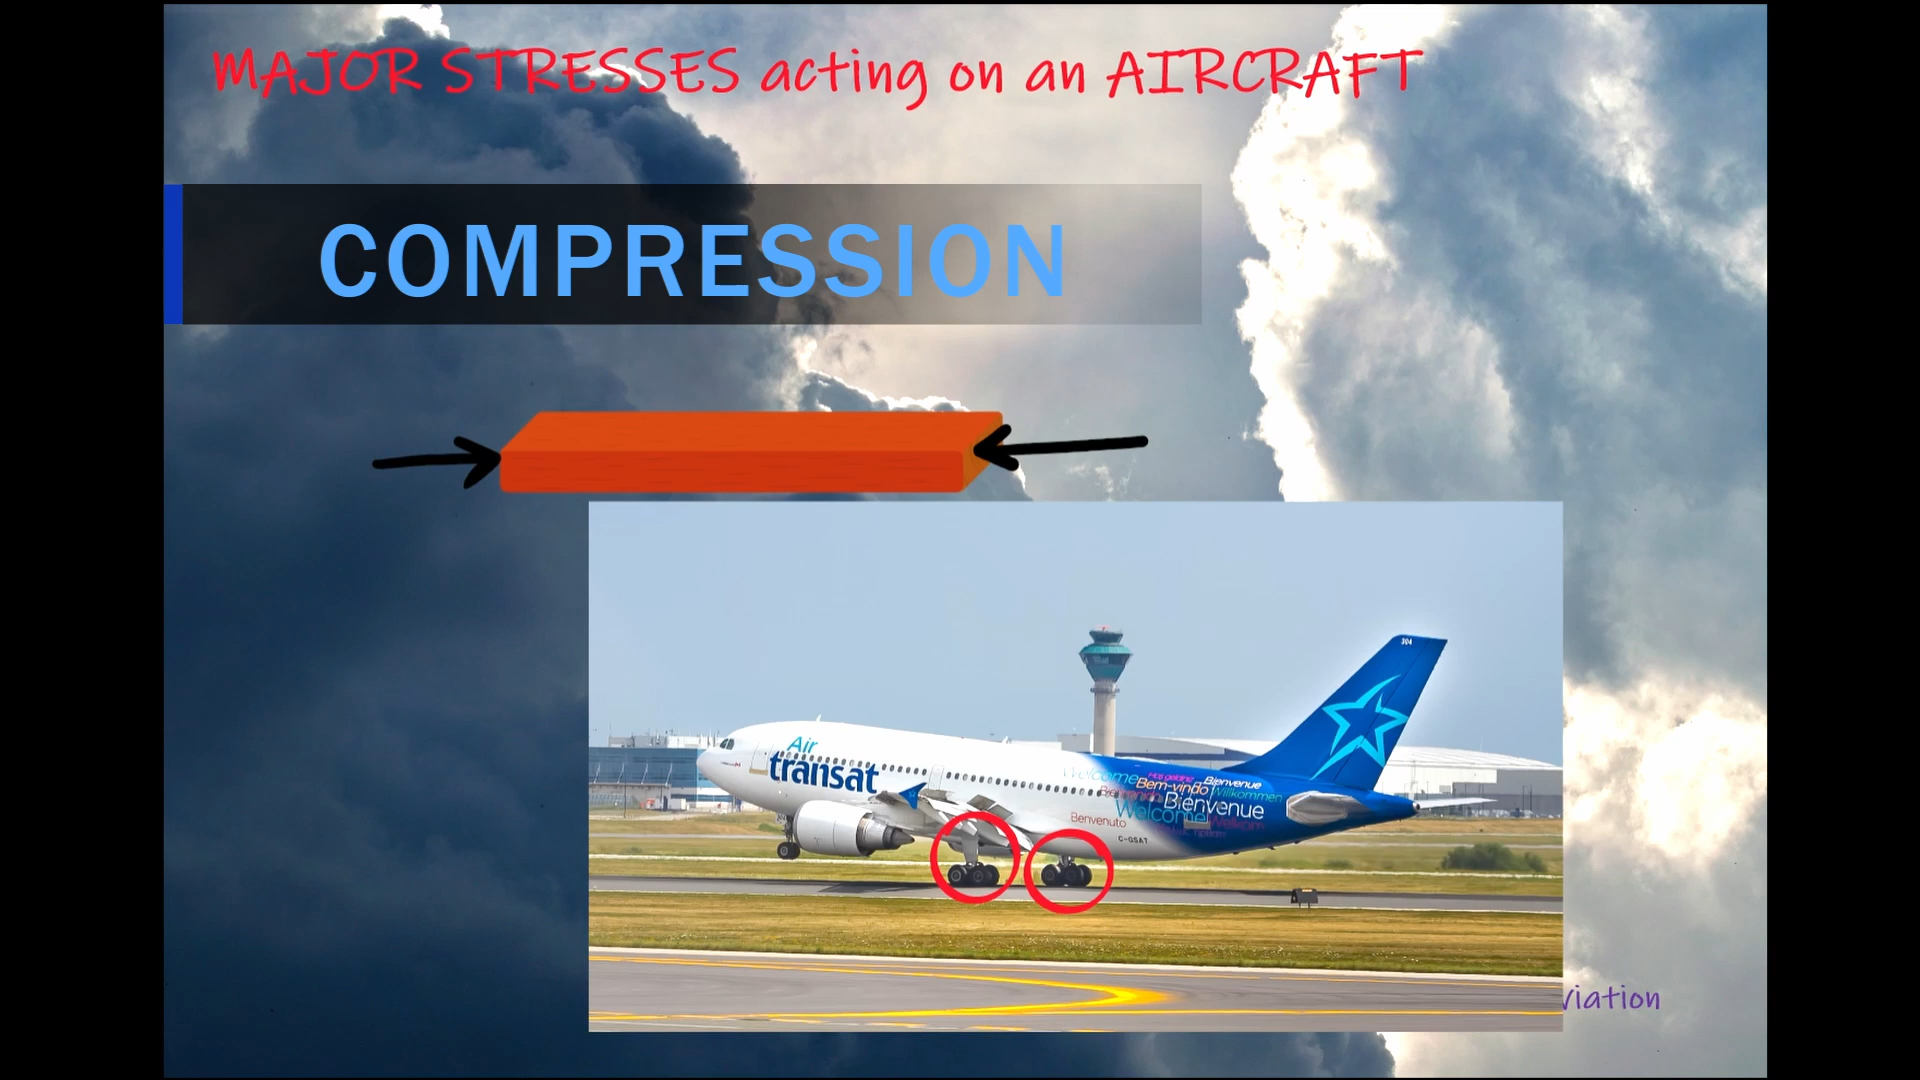 MAJOR STRESSES acting on an AIRCRAFT
COMPRESSION
304
Air
transat
Welcome
Bem-vindo
Bienvenue
Willkommen
Bienvenue
Welcome
Benvenuto
C-GSAT
viation